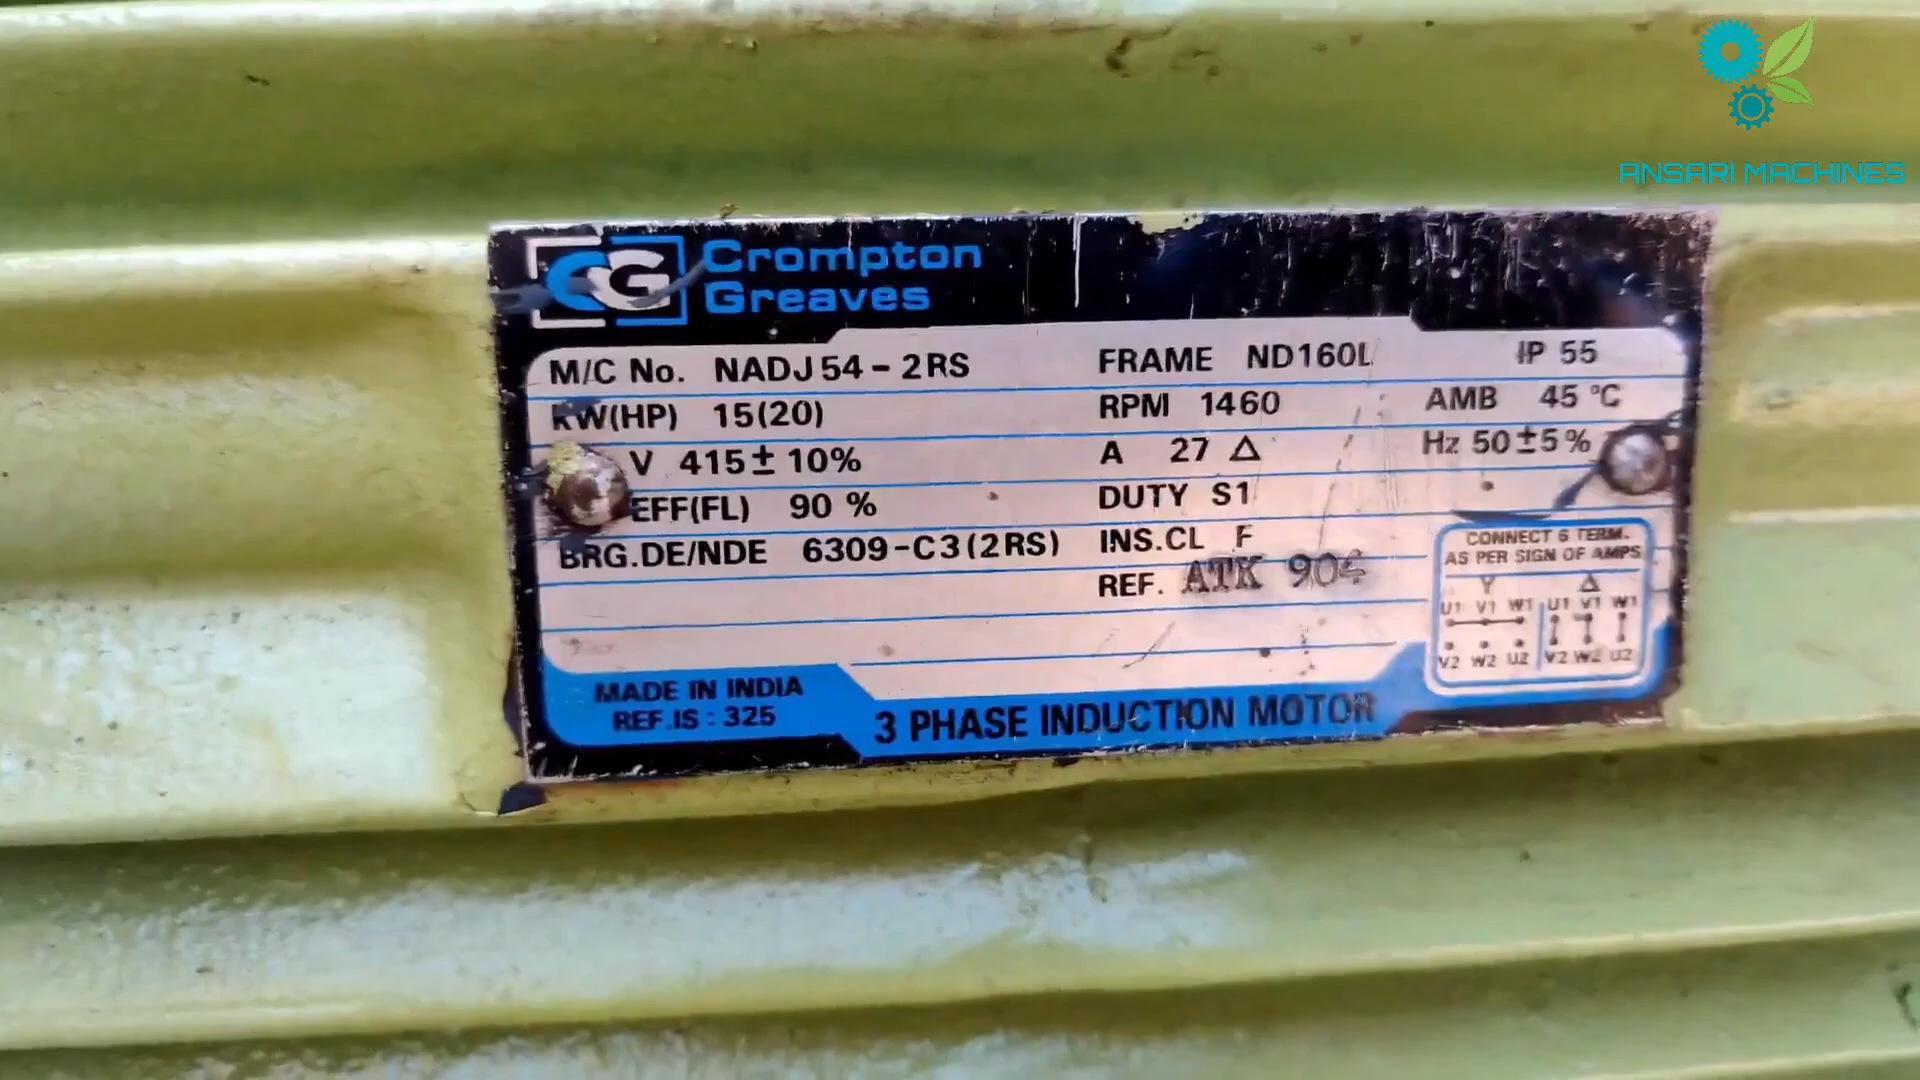 ANSARI MACHINES
CG Crompton
Greaves
M/C No. NADJ54-2RS FRAME ND160L IP 55
KW(HP) 15(20) RPM 1460 AMB 45 °C
V 415± 10% A 27 Δ Hz 50±5%
EFF(FL) 90 % DUTY S1
BRG.DE/NDE 6309-C3(2RS) INS.CL F
REF. ATK
CONNECT 6 TERM.
AS PER SIGN OF AMPS
Y Δ
U1 V1 W1 U1 V1 W1
V2 W2 U2 V2 W2 U2
MADE IN INDIA
REF.IS : 325
3 PHASE INDUCTION MOTOR